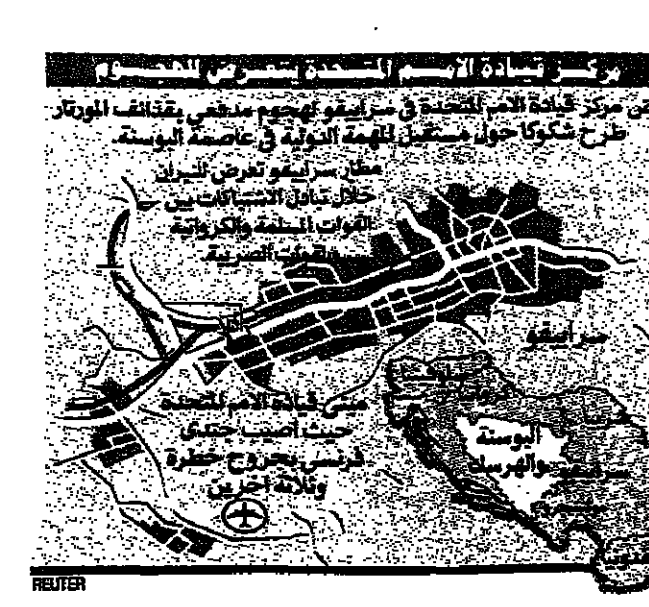 مركز قيادة الامم المتحدة يتعرض للهجوم
مركز قيادة الامم المتحدة في سراييفو لهجوم مدفعي بقذائف المورتار
طرح شكوكا حول مستقبل المهمة الدولية في عاصمة البوسنة.
مطار سراييفو تعرض للنيران
خلال تبادل الاشتباكات بين
القوات المسلمة والكرواتية
والقوات الصربية.
سراييفو
مبنى قيادة الامم المتحدة
حيث أصيب جندي
فرنسي بجروح خطرة
وثلاثة آخرين
البوسنة
والهرسك
سراييفو
REUTER